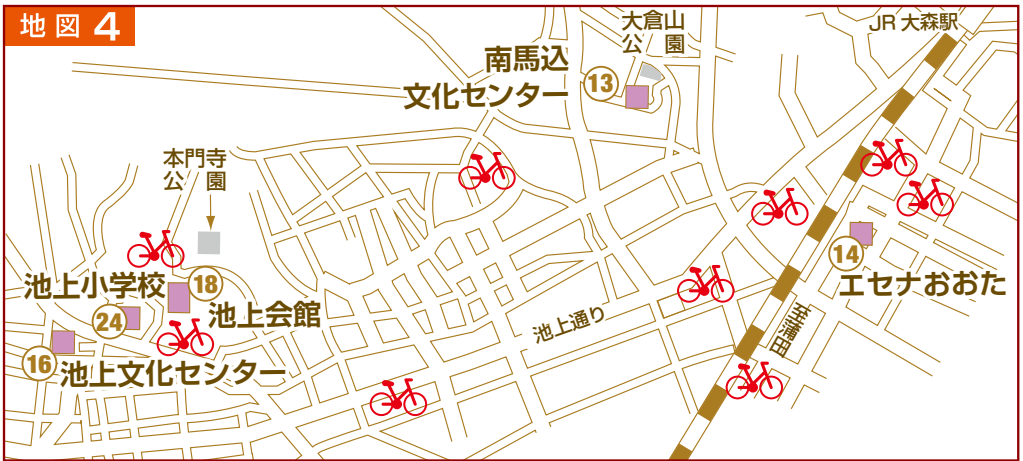 地図4
大倉山
公園
JR大森駅
南馬込
文化センター
13
本門寺
公園
14
エセナおおた
池上小学校
18
池上会館
24
池上通り
至蒲田
16
池上文化センター